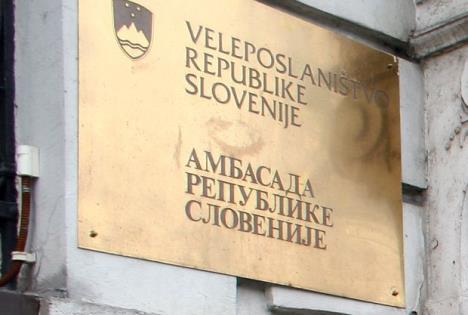 VELEPOSLANIŠTVO
REPUBLIKE
SLOVENIJE
АМБАСАДА
РЕПУБЛИКЕ
СЛОВЕНИЈЕ